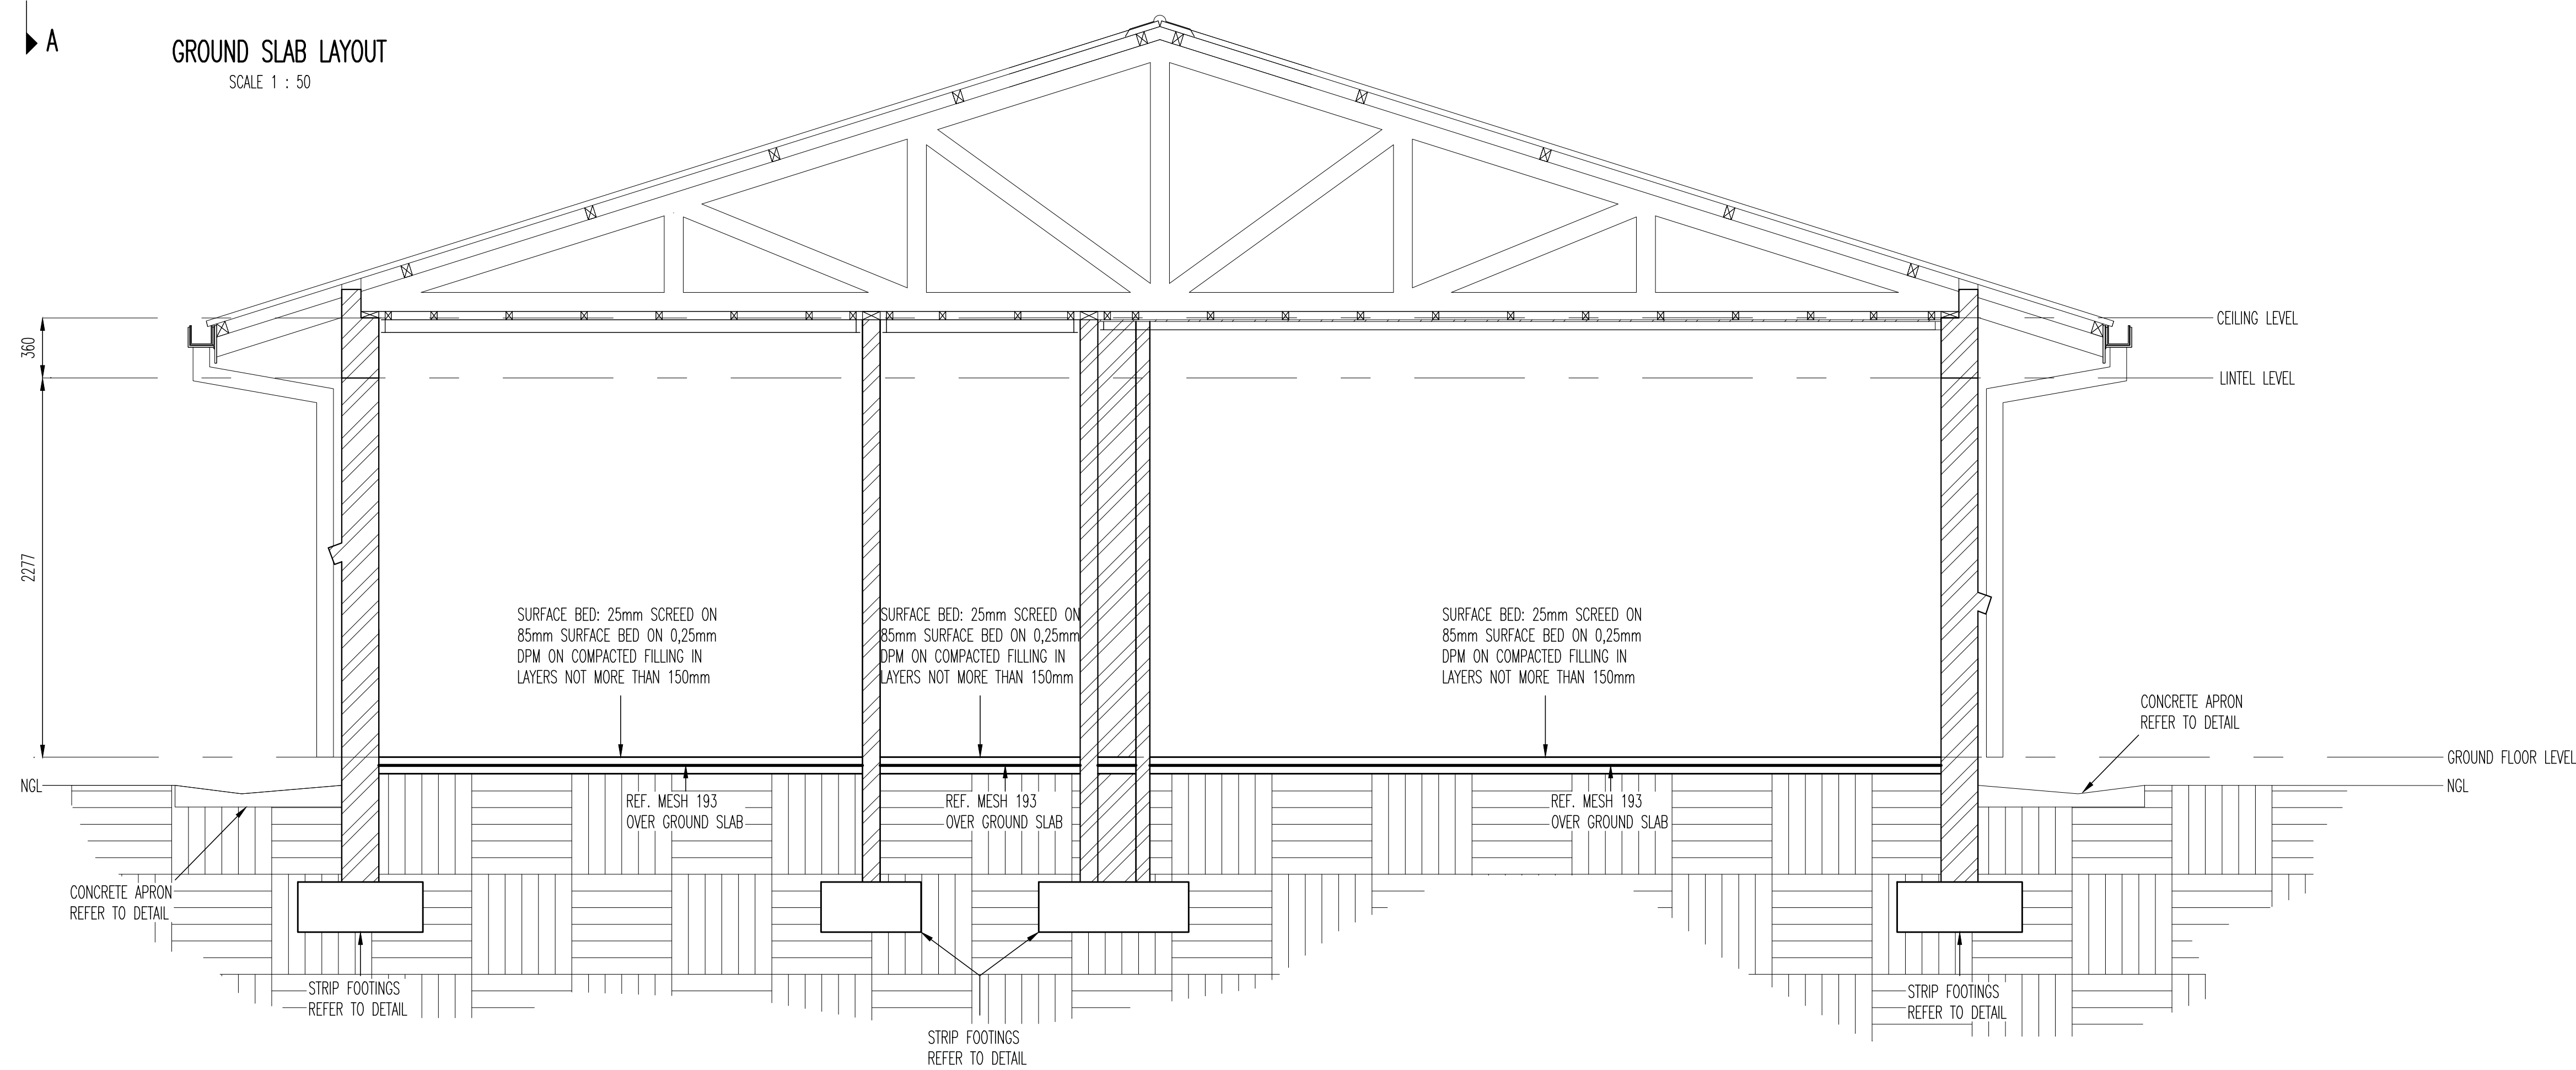 A
GROUND SLAB LAYOUT
SCALE 1 : 50
CEILING LEVEL
360
LINTEL LEVEL
2277
SURFACE BED: 25mm SCREED ON
85mm SURFACE BED ON 0,25mm
DPM ON COMPACTED FILLING IN
LAYERS NOT MORE THAN 150mm
SURFACE BED: 25mm SCREED ON
85mm SURFACE BED ON 0,25mm
DPM ON COMPACTED FILLING IN
LAYERS NOT MORE THAN 150mm
SURFACE BED: 25mm SCREED ON
85mm SURFACE BED ON 0,25mm
DPM ON COMPACTED FILLING IN
LAYERS NOT MORE THAN 150mm
CONCRETE APRON
REFER TO DETAIL
GROUND FLOOR LEVEL
NGL
NGL
REF. MESH 193
OVER GROUND SLAB
REF. MESH 193
OVER GROUND SLAB
REF. MESH 193
OVER GROUND SLAB
CONCRETE APRON
REFER TO DETAIL
STRIP FOOTINGS
REFER TO DETAIL
STRIP FOOTINGS
REFER TO DETAIL
STRIP FOOTINGS
REFER TO DETAIL